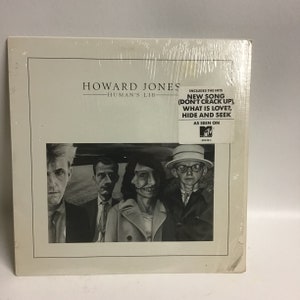 HOWARD JONES
HUMAN'S LIB
INCLUDES THE HITS
NEW SONG
(DON'T CRACK UP),
WHAT IS LOVE?,
HIDE AND SEEK
AS SEEN ON